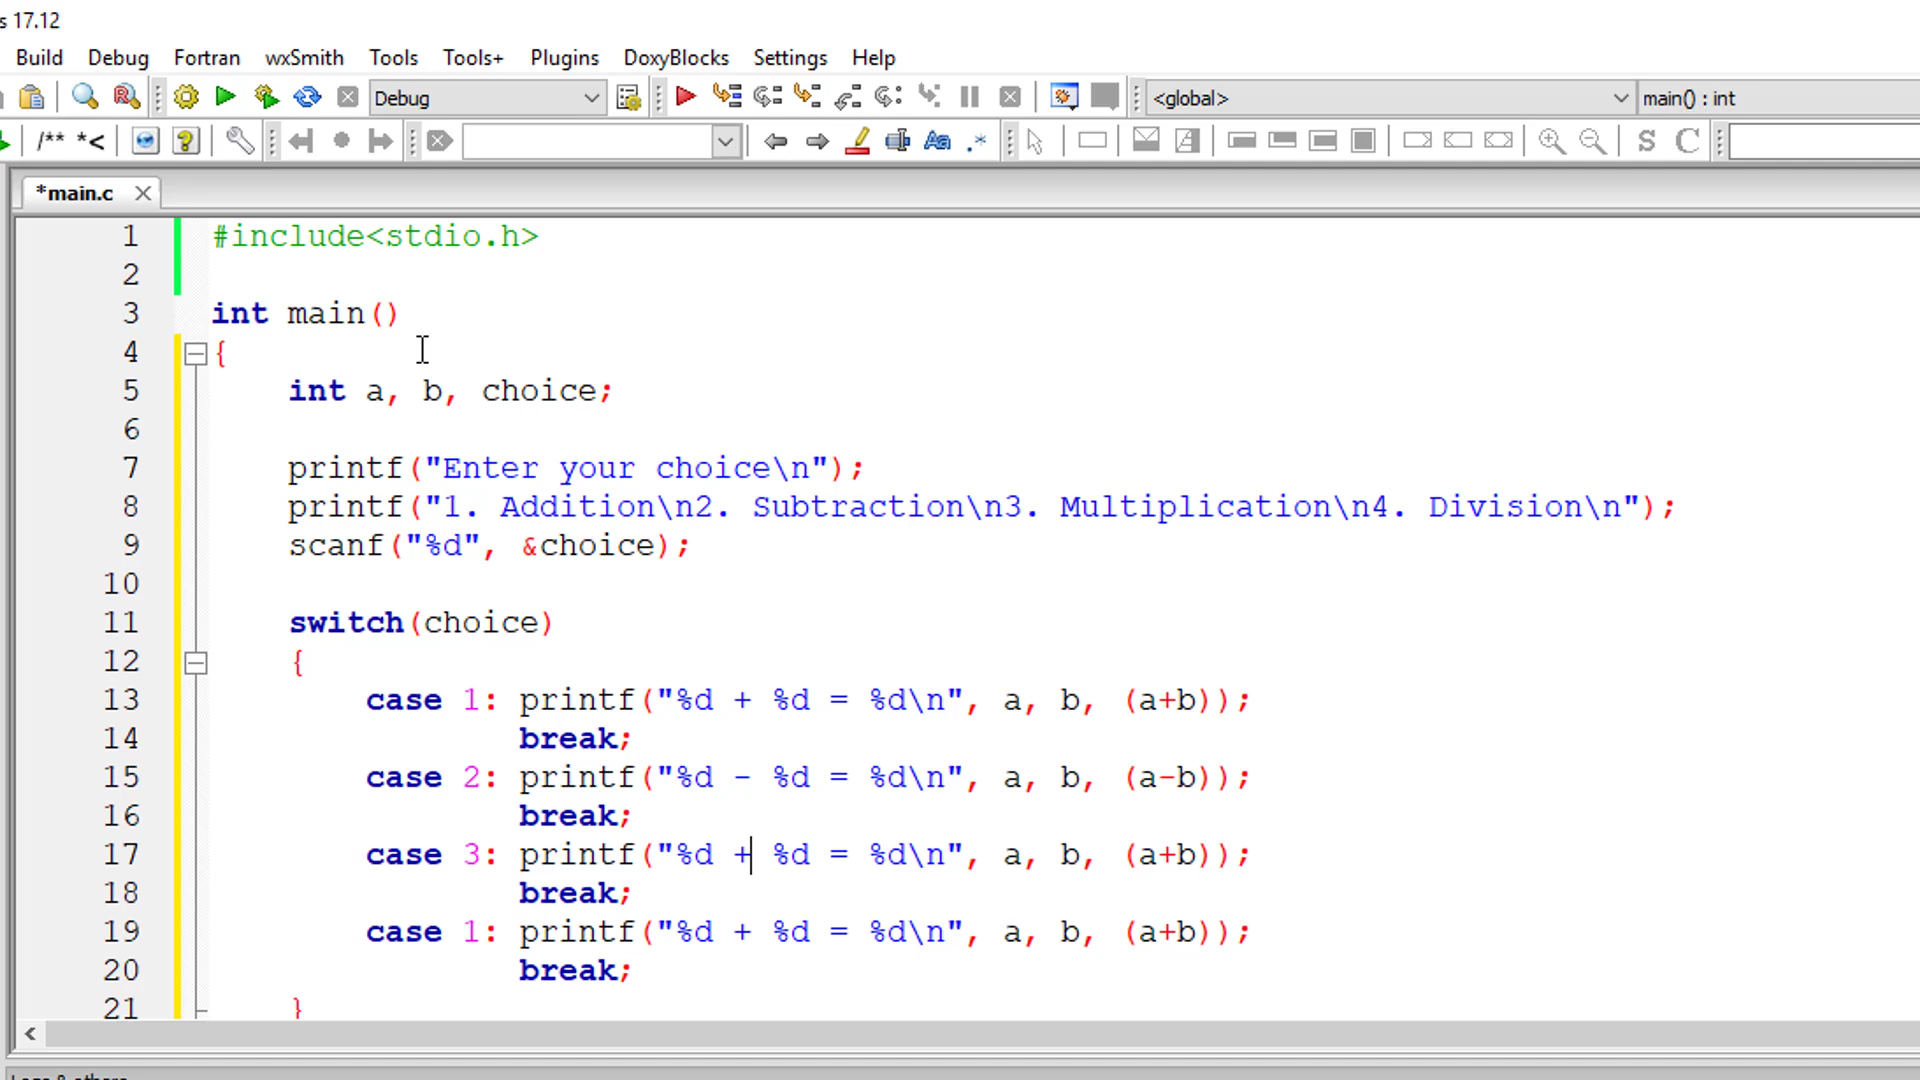 s 17.12
Build Debug Fortran wxSmith Tools Tools+ Plugins DoxyBlocks Settings Help
Debug <global> main() : int
/** *< Aa .* S C
*main.c
1 #include<stdio.h>
2
3 int main()
4 {
5 int a, b, choice;
6
7 printf("Enter your choice\n");
8 printf("1. Addition\n2. Subtraction\n3. Multiplication\n4. Division\n");
9 scanf("%d", &choice);
10
11 switch(choice)
12 {
13 case 1: printf("%d + %d = %d\n", a, b, (a+b));
14 break;
15 case 2: printf("%d - %d = %d\n", a, b, (a-b));
16 break;
17 case 3: printf("%d + %d = %d\n", a, b, (a+b));
18 break;
19 case 1: printf("%d + %d = %d\n", a, b, (a+b));
20 break;
21 }